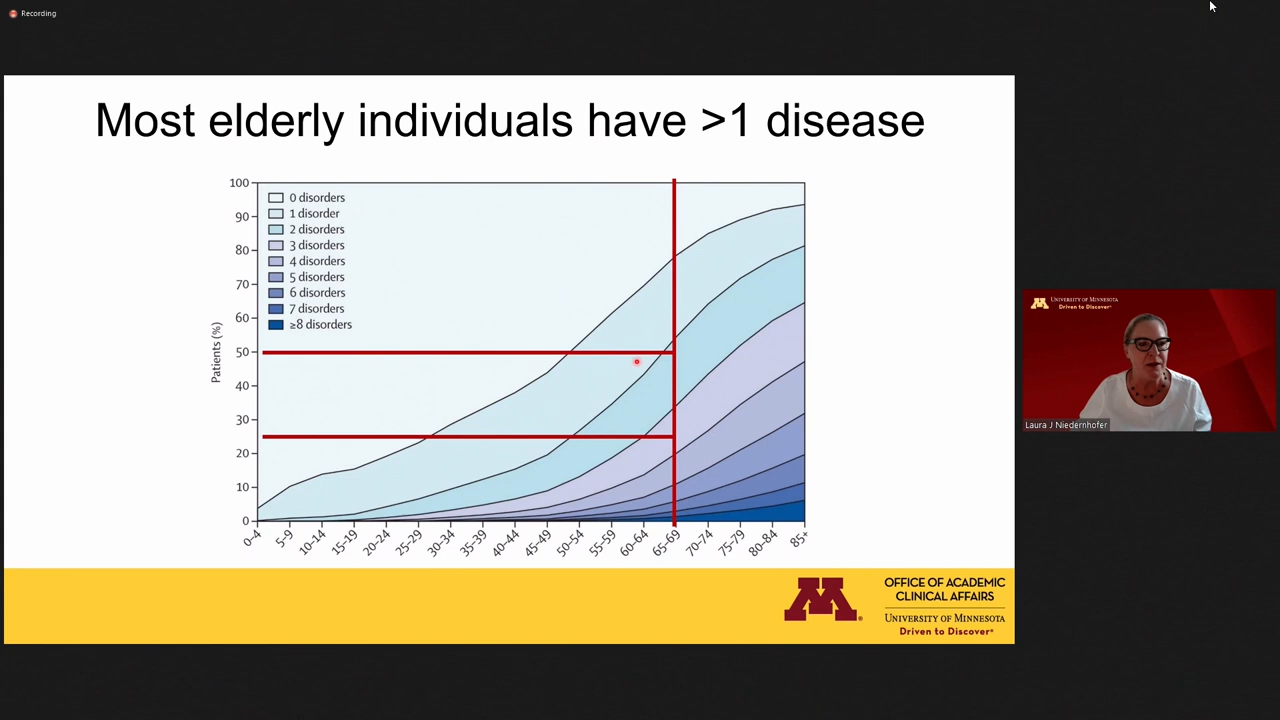 Recording
Most elderly individuals have >1 disease
100
90
80
70
60
50
40
30
20
10
0
Patients (%)
0 disorders
1 disorder
2 disorders
3 disorders
4 disorders
5 disorders
6 disorders
7 disorders
≥8 disorders
0-4
5-9
10-14
15-19
20-24
25-29
30-34
35-39
40-44
45-49
50-54
55-59
60-64
65-69
70-74
75-79
80-84
85+
M
OFFICE OF ACADEMIC
CLINICAL AFFAIRS
UNIVERSITY OF MINNESOTA
Driven to Discover®
M
UNIVERSITY OF MINNESOTA
Driven to Discover®
Laura J Niedernhofer